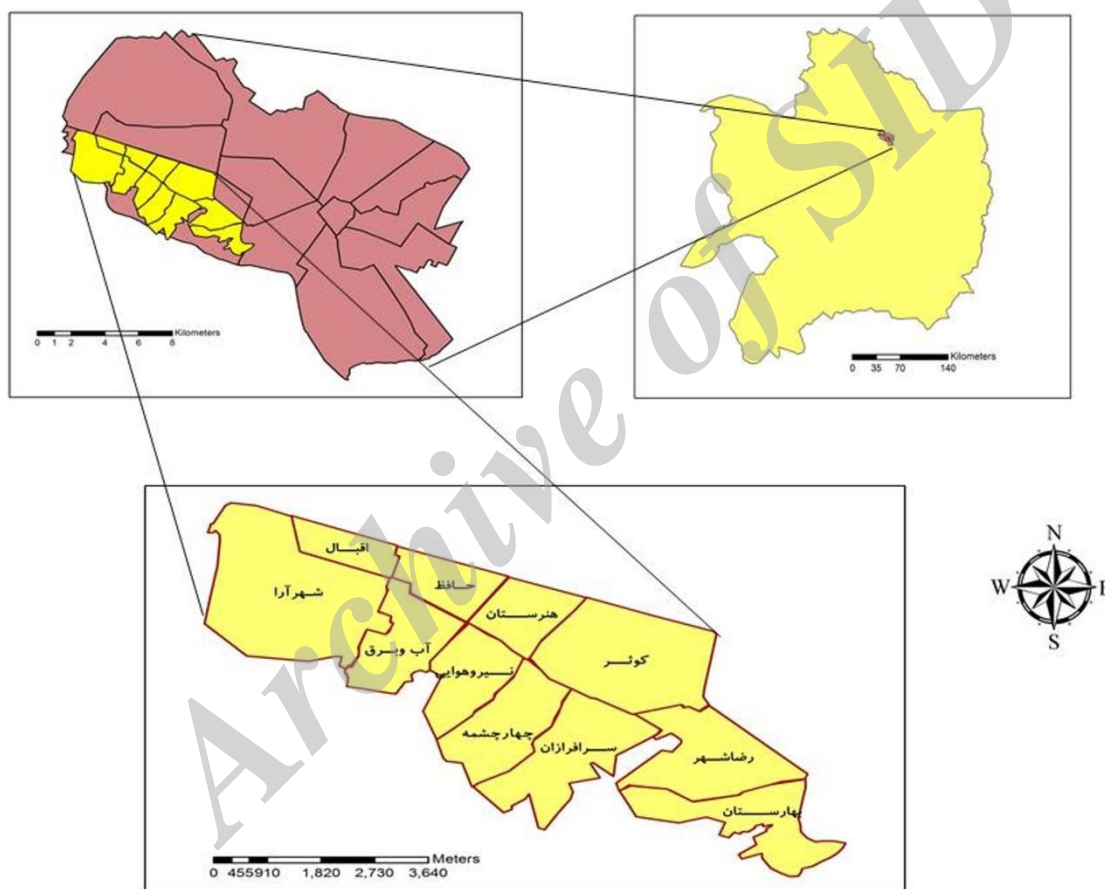 Kilometers
0 1 2 4 6 8
Kilometers
0 35 70 140
اقبال
شهرآرا
حافظ
هنرستان
آب وبرق
کوثر
نیروهوایی
چهارچشمه
سرافرازان
رضاشهر
بهارستان
Meters
0 455910 1,820 2,730 3,640
N
W E
S
Archive of SID